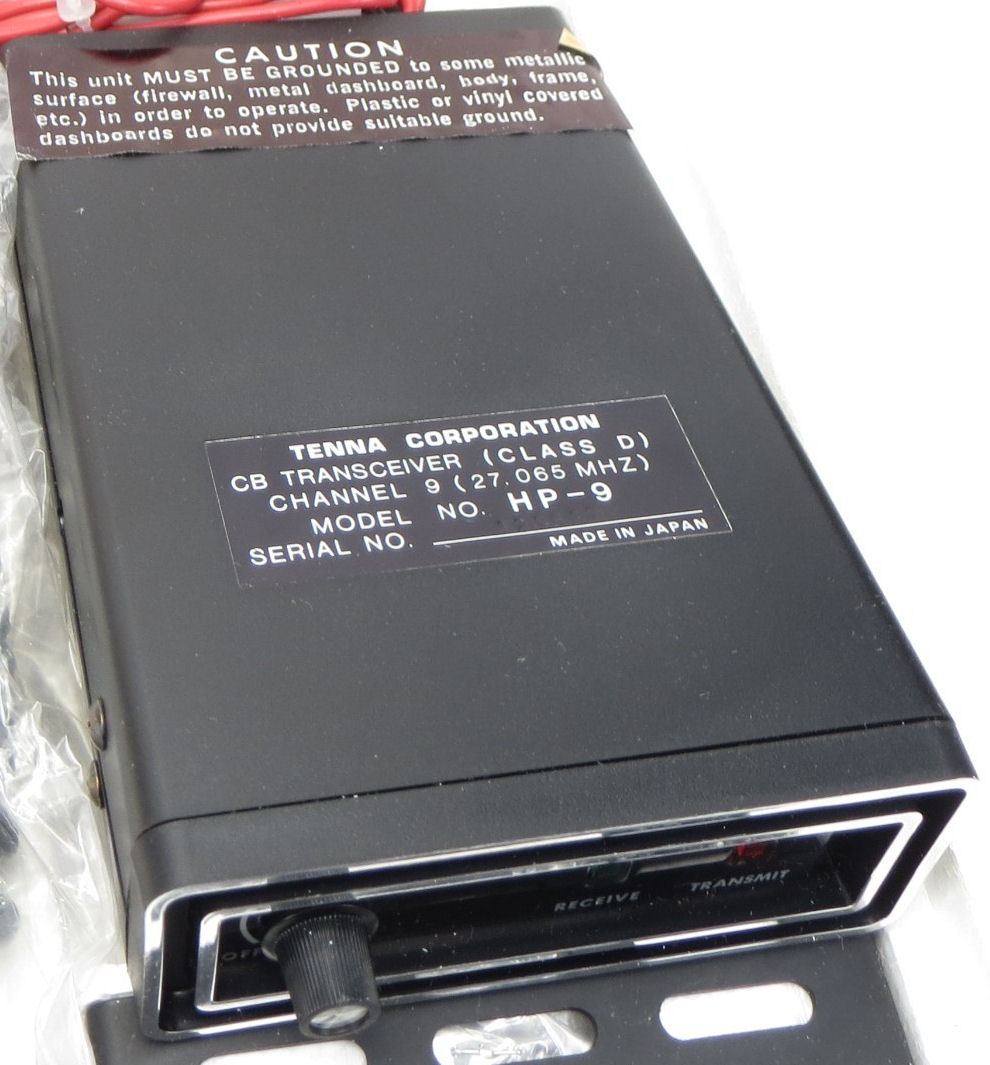 CAUTION
This unit MUST BE GROUNDED to some metallic
surface (firewall, metal dashboard, body, frame,
etc.) in order to operate. Plastic or vinyl covered
dashboards do not provide suitable ground.
TENNA CORPORATION
CB TRANSCEIVER (CLASS D)
CHANNEL 9 (27.065 MHZ)
MODEL NO. HP-9
SERIAL NO.
MADE IN JAPAN
OFF
RECEIVE
TRANSMIT